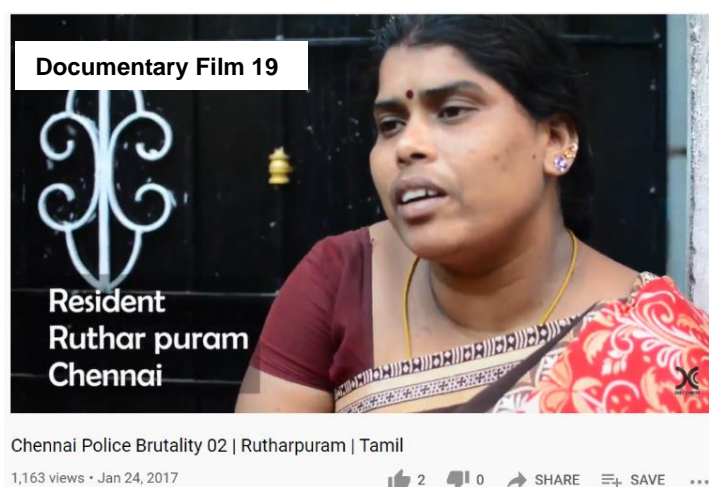 Documentary Film 19
Resident
Ruthar puram
Chennai
Chennai Police Brutality 02 | Rutharpuram | Tamil
1,163 views • Jan 24, 2017
2
0
SHARE
SAVE